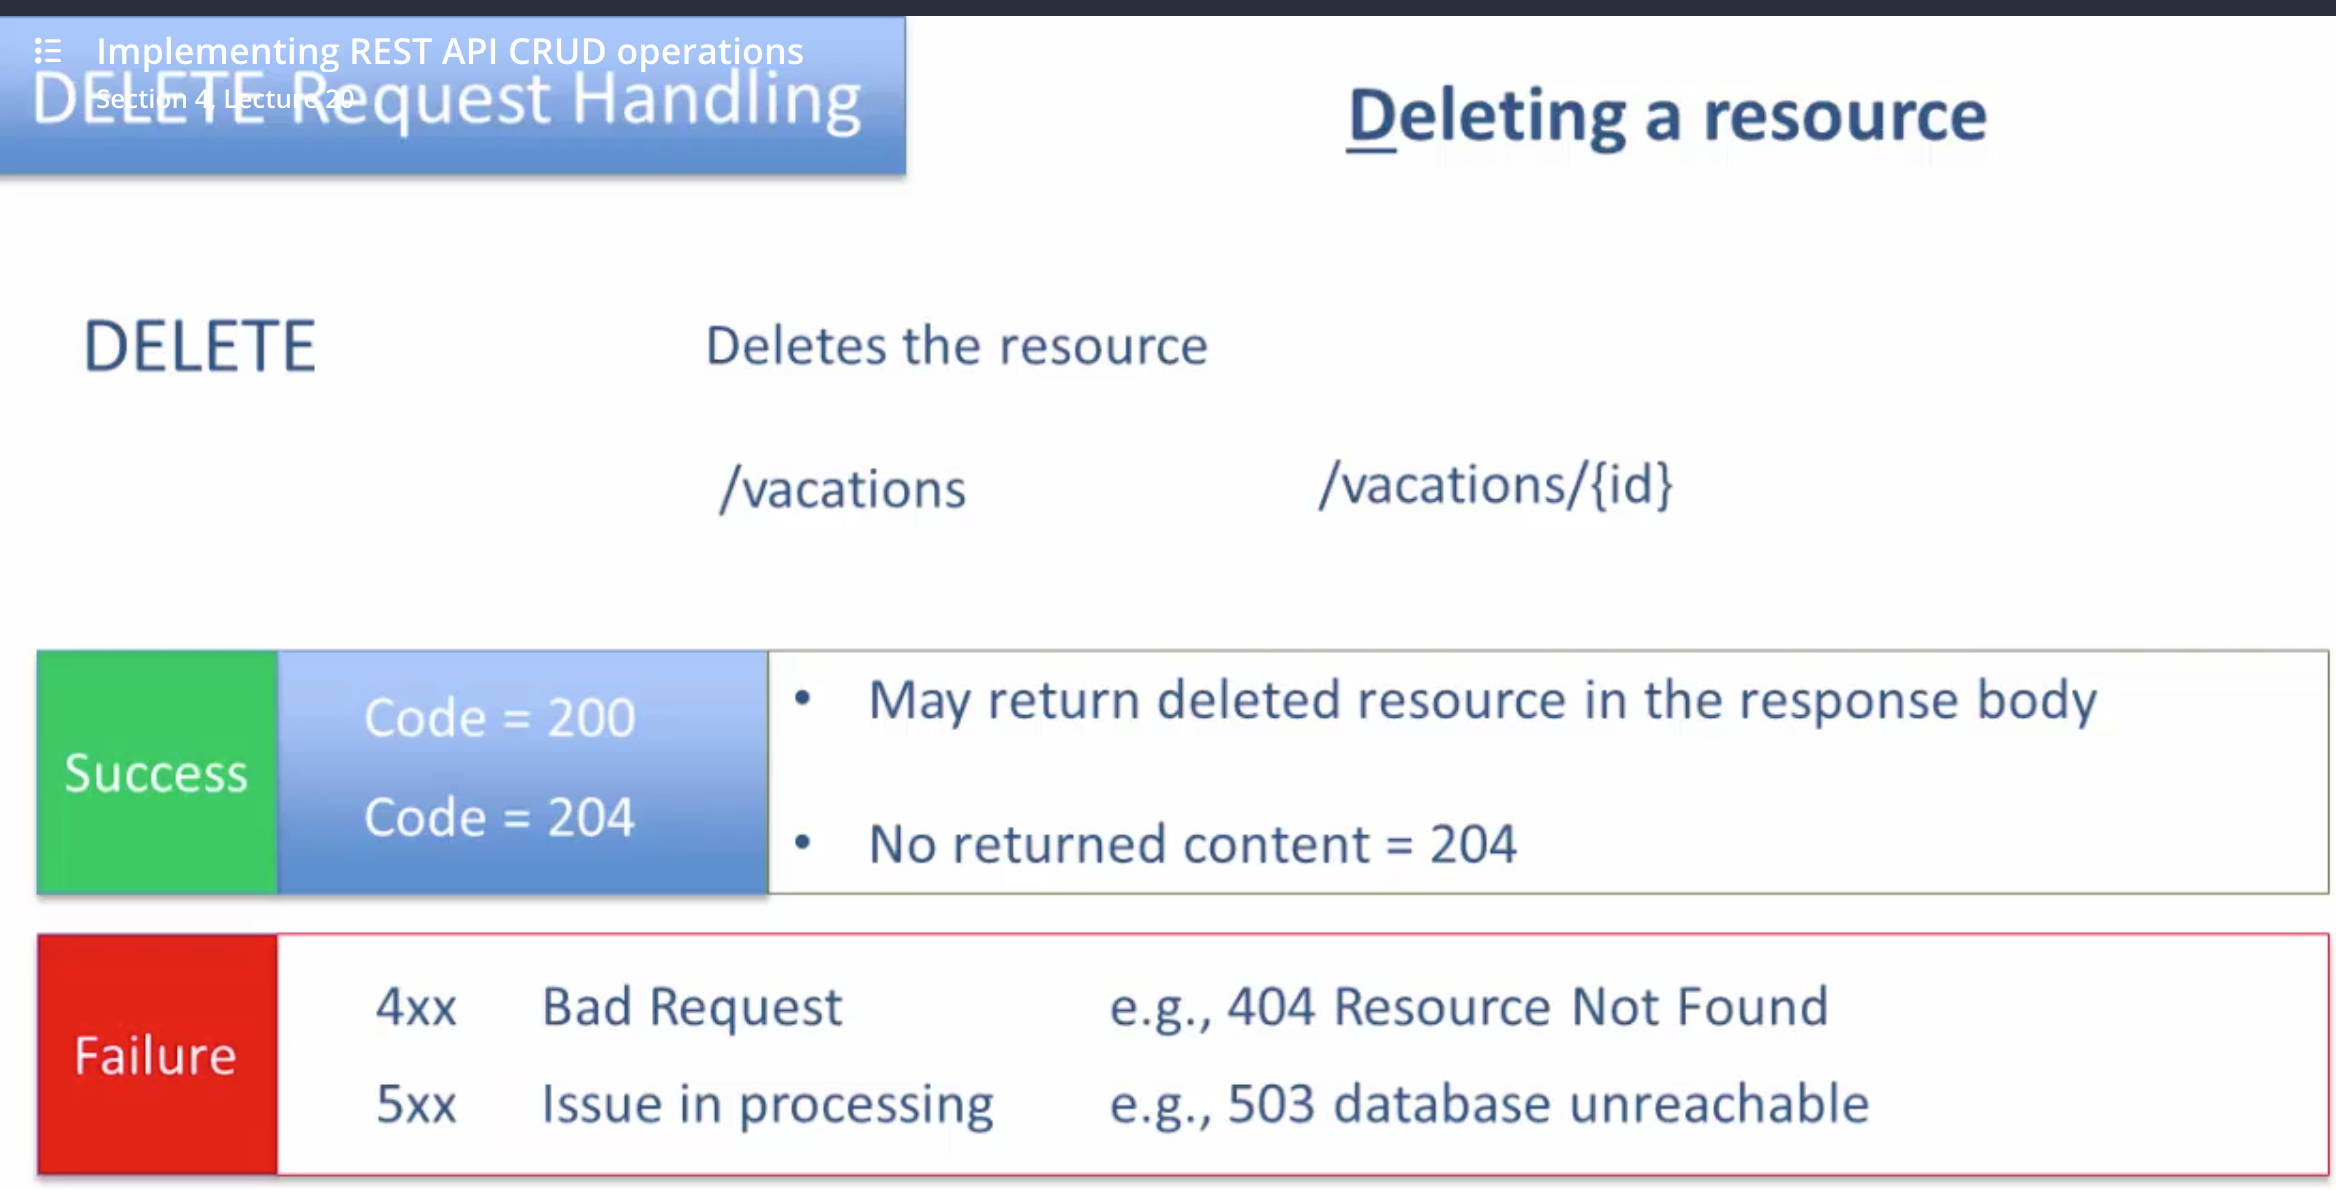 Implementing REST API CRUD operations
Section 4, Lecture 20
DELETE Request Handling
Deleting a resource
DELETE
Deletes the resource
/vacations
/vacations/{id}
Success
Code = 200
Code = 204
• May return deleted resource in the response body
• No returned content = 204
Failure
4xx Bad Request e.g., 404 Resource Not Found
5xx Issue in processing e.g., 503 database unreachable